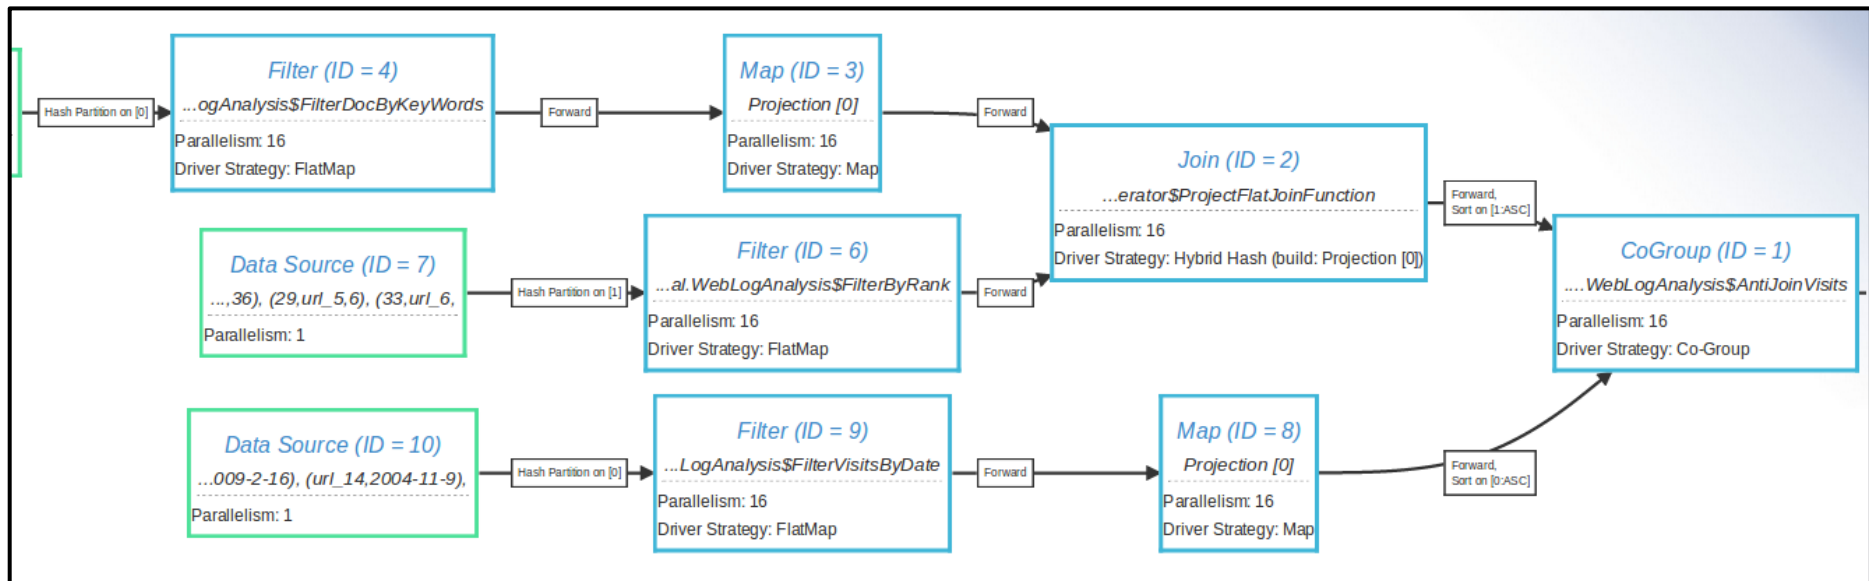 Hash Partition on [0]
Filter (ID = 4)
...ogAnalysis$FilterDocByKeyWords
Parallelism: 16
Driver Strategy: FlatMap
Forward
Map (ID = 3)
Projection [0]
Parallelism: 16
Driver Strategy: Map
Forward
Join (ID = 2)
...erator$ProjectFlatJoinFunction
Parallelism: 16
Driver Strategy: Hybrid Hash (build: Projection [0])
Forward,
Sort on [1:ASC]
Data Source (ID = 7)
...,36), (29,url_5,6), (33,url_6,
Parallelism: 1
Hash Partition on [1]
Filter (ID = 6)
...al.WebLogAnalysis$FilterByRank
Parallelism: 16
Driver Strategy: FlatMap
Forward
CoGroup (ID = 1)
....WebLogAnalysis$AntiJoinVisits
Parallelism: 16
Driver Strategy: Co-Group
Data Source (ID = 10)
...009-2-16), (url_14,2004-11-9),
Parallelism: 1
Hash Partition on [0]
Filter (ID = 9)
...LogAnalysis$FilterVisitsByDate
Parallelism: 16
Driver Strategy: FlatMap
Forward
Map (ID = 8)
Projection [0]
Parallelism: 16
Driver Strategy: Map
Forward,
Sort on [0:ASC]